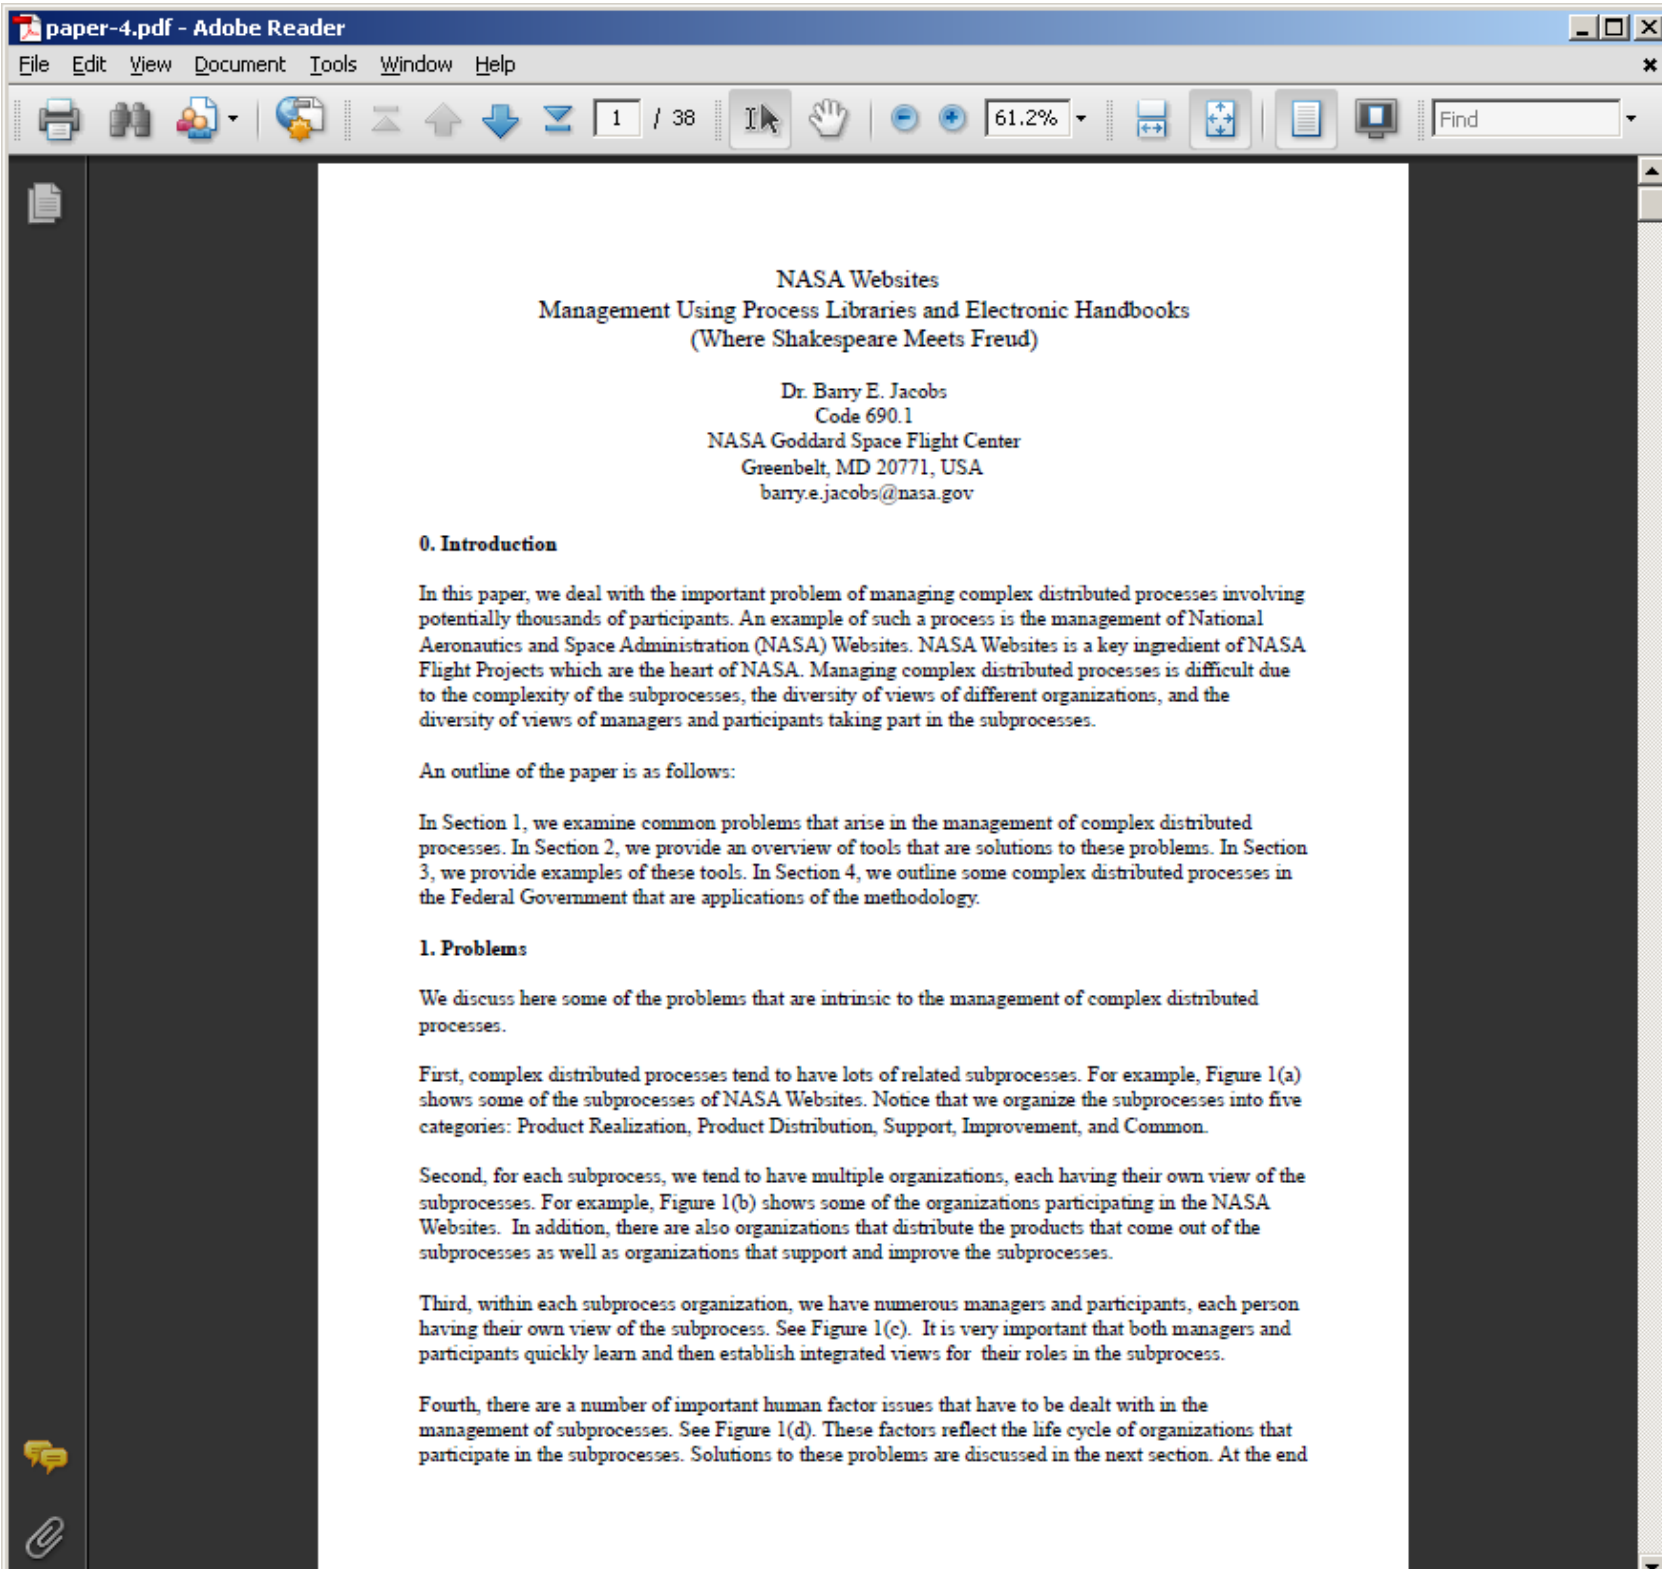 paper-4.pdf - Adobe Reader
File Edit View Document Tools Window Help
1 / 38 61.2% Find
NASA Websites
Management Using Process Libraries and Electronic Handbooks
(Where Shakespeare Meets Freud)
Dr. Barry E. Jacobs
Code 690.1
NASA Goddard Space Flight Center
Greenbelt, MD 20771, USA
barry.e.jacobs@nasa.gov
0. Introduction
In this paper, we deal with the important problem of managing complex distributed processes involving
potentially thousands of participants. An example of such a process is the management of National
Aeronautics and Space Administration (NASA) Websites. NASA Websites is a key ingredient of NASA
Flight Projects which are the heart of NASA. Managing complex distributed processes is difficult due
to the complexity of the subprocesses, the diversity of views of different organizations, and the
diversity of views of managers and participants taking part in the subprocesses.
An outline of the paper is as follows:
In Section 1, we examine common problems that arise in the management of complex distributed
processes. In Section 2, we provide an overview of tools that are solutions to these problems. In Section
3, we provide examples of these tools. In Section 4, we outline some complex distributed processes in
the Federal Government that are applications of the methodology.
1. Problems
We discuss here some of the problems that are intrinsic to the management of complex distributed
processes.
First, complex distributed processes tend to have lots of related subprocesses. For example, Figure 1(a)
shows some of the subprocesses of NASA Websites. Notice that we organize the subprocesses into five
categories: Product Realization, Product Distribution, Support, Improvement, and Common.
Second, for each subprocess, we tend to have multiple organizations, each having their own view of the
subprocesses. For example, Figure 1(b) shows some of the organizations participating in the NASA
Websites.  In addition, there are also organizations that distribute the products that come out of the
subprocesses as well as organizations that support and improve the subprocesses.
Third, within each subprocess organization, we have numerous managers and participants, each person
having their own view of the subprocess. See Figure 1(c).  It is very important that both managers and
participants quickly learn and then establish integrated views for  their roles in the subprocess.
Fourth, there are a number of important human factor issues that have to be dealt with in the
management of subprocesses. See Figure 1(d). These factors reflect the life cycle of organizations that
participate in the subprocesses. Solutions to these problems are discussed in the next section. At the end